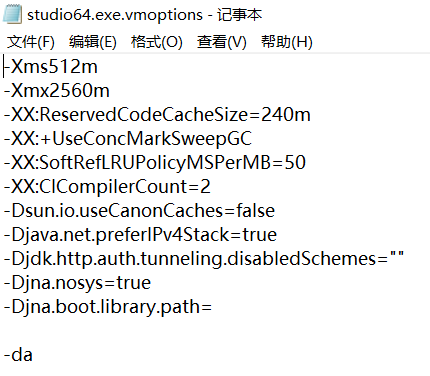 studio64.exe.vmoptions - 记事本
文件(F) 编辑(E) 格式(O) 查看(V) 帮助(H)
-Xms512m
-Xmx2560m
-XX:ReservedCodeCacheSize=240m
-XX:+UseConcMarkSweepGC
-XX:SoftRefLRUPolicyMSPerMB=50
-XX:CICompilerCount=2
-Dsun.io.useCanonCaches=false
-Djava.net.preferIPv4Stack=true
-Djdk.http.auth.tunneling.disabledSchemes=""
-Djna.nosys=true
-Djna.boot.library.path=
-da